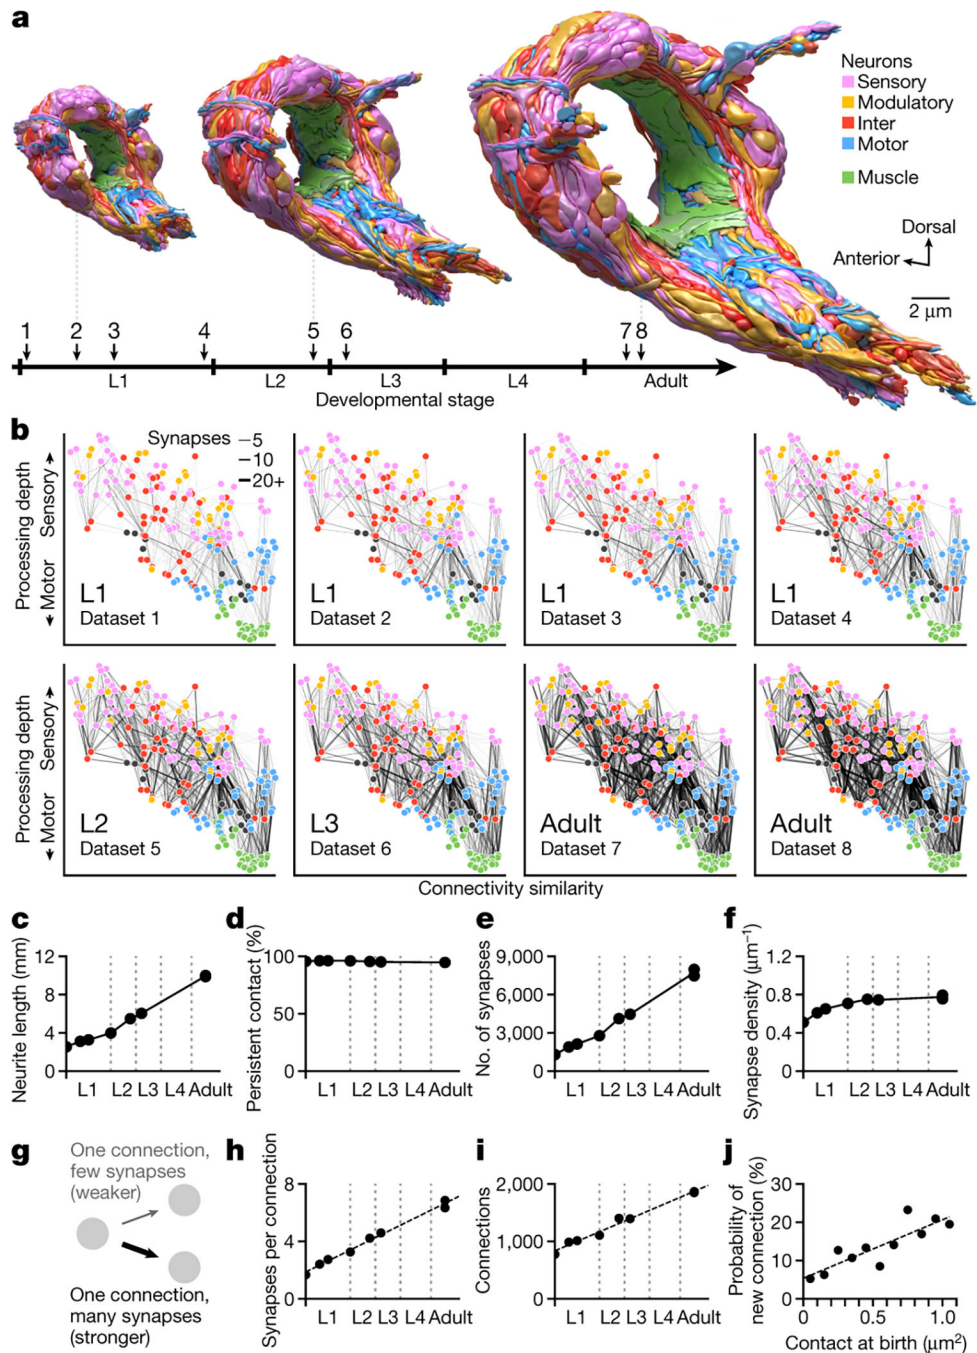 a
Neurons
Sensory
Modulatory
Inter
Motor
Muscle
Dorsal
Anterior
2 μm
1 2 3 4 5 6 7 8
L1 L2 L3 L4 Adult
Developmental stage
b
Processing depth
Motor Sensory
Synapses 5
10
20+
L1
Dataset 1
L1
Dataset 2
L1
Dataset 3
L1
Dataset 4
Processing depth
Motor Sensory
L2
Dataset 5
L3
Dataset 6
Adult
Dataset 7
Adult
Dataset 8
Connectivity similarity
c
Neurite length (mm)
12
8
4
0
L1 L2 L3 L4 Adult
d
Persistent contact (%)
100
50
0
L1 L2 L3 L4 Adult
e
No. of synapses
9,000
6,000
3,000
0
L1 L2 L3 L4 Adult
f
Synapse density (μm⁻¹)
1.2
0.8
0.4
0
L1 L2 L3 L4 Adult
g
One connection,
few synapses
(weaker)
One connection,
many synapses
(stronger)
h
Synapses per connection
8
4
0
L1 L2 L3 L4 Adult
i
Connections
2,000
1,000
0
L1 L2 L3 L4 Adult
j
Probability of
new connection (%)
30
20
10
0
0 0.2 0.4 0.6 0.8 1.0
Contact at birth (μm²)